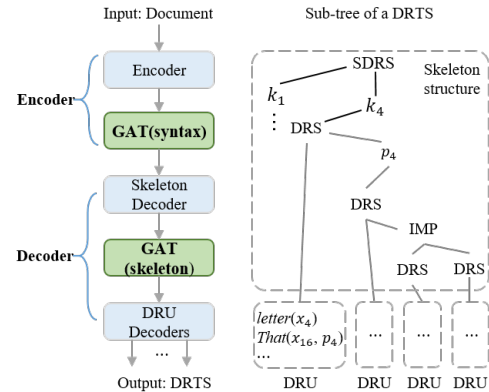 Input: Document
Encoder
Encoder
GAT(syntax)
Skeleton
Decoder
Decoder
GAT
(skeleton)
DRU
Decoders
...
Output: DRTS
Sub-tree of a DRTS
SDRS
Skeleton
structure
k1
k4
⋮
DRS
p4
DRS
IMP
DRS
DRS
letter(x4)
That(x16, p4)
...
...
...
...
DRU
DRU
DRU
DRU